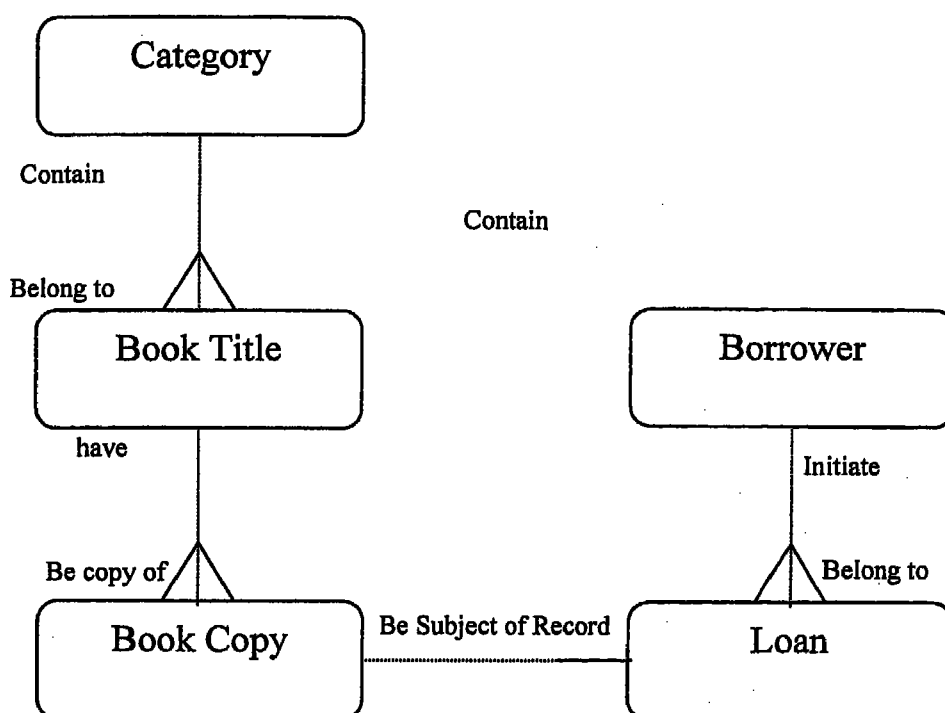 Category
Contain
Contain
Belong to
Book Title
Borrower
have
Initiate
Be copy of
Belong to
Book Copy
Be Subject of Record
Loan